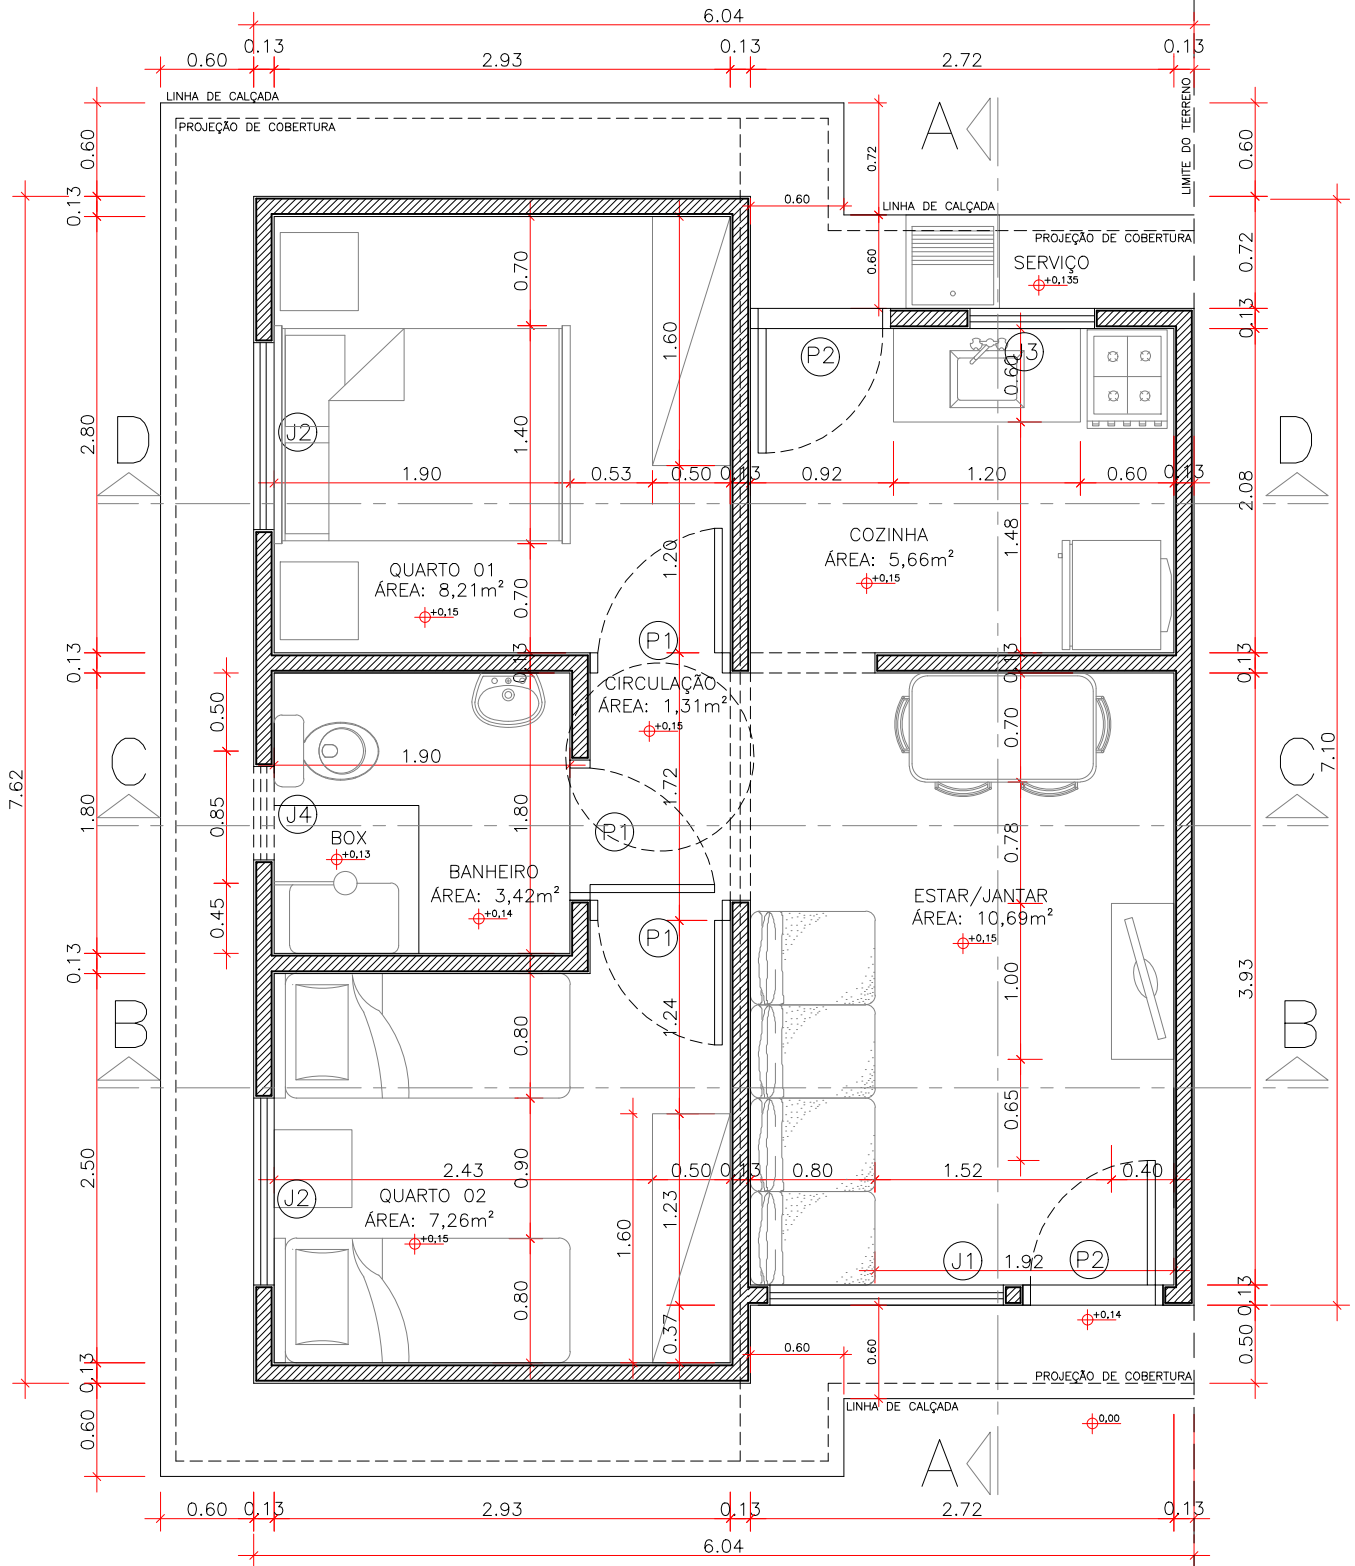 6.04
0.13
0.13
0.13
0.60
2.93
2.72
LINHA DE CALÇADA
PROJEÇÃO DE COBERTURA
LIMITE DO TERRENO
A
0.60
0.72
0.60
0.13
0.60
LINHA DE CALÇADA
PROJEÇÃO DE COBERTURA
SERVIÇO
+0,135
0.60
0.72
0.13
0.70
1.60
P2
J3
0.60
D
2.80
J2
1.40
D
1.90
0.53
0.50
0.13
0.92
1.20
0.60
0.13
2.08
COZINHA
ÁREA: 5,66m²
+0,15
1.48
1.20
QUARTO 01
ÁREA: 8,21m²
+0,15
0.70
P1
0.13
0.13
0.13
0.13
CIRCULAÇÃO
ÁREA: 1,31m²
+0,15
0.50
0.70
C
1.90
C
7.62
7.10
1.72
1.80
0.85
J4
1.80
P1
0.78
BOX
+0,13
BANHEIRO
ÁREA: 3,42m²
+0,14
ESTAR/JANTAR
ÁREA: 10,69m²
+0,15
0.45
P1
0.13
1.00
3.93
B
1.24
0.80
B
0.65
2.50
2.43
0.50
0.13
0.80
1.52
0.40
0.90
J2
QUARTO 02
ÁREA: 7,26m²
+0,15
1.23
1.60
J1
1.92
P2
0.80
0.13
+0,14
0.37
0.60
0.60
0.50
0.13
PROJEÇÃO DE COBERTURA
LINHA DE CALÇADA
+0,00
0.60
A
0.60
0.13
2.93
0.13
2.72
0.13
6.04